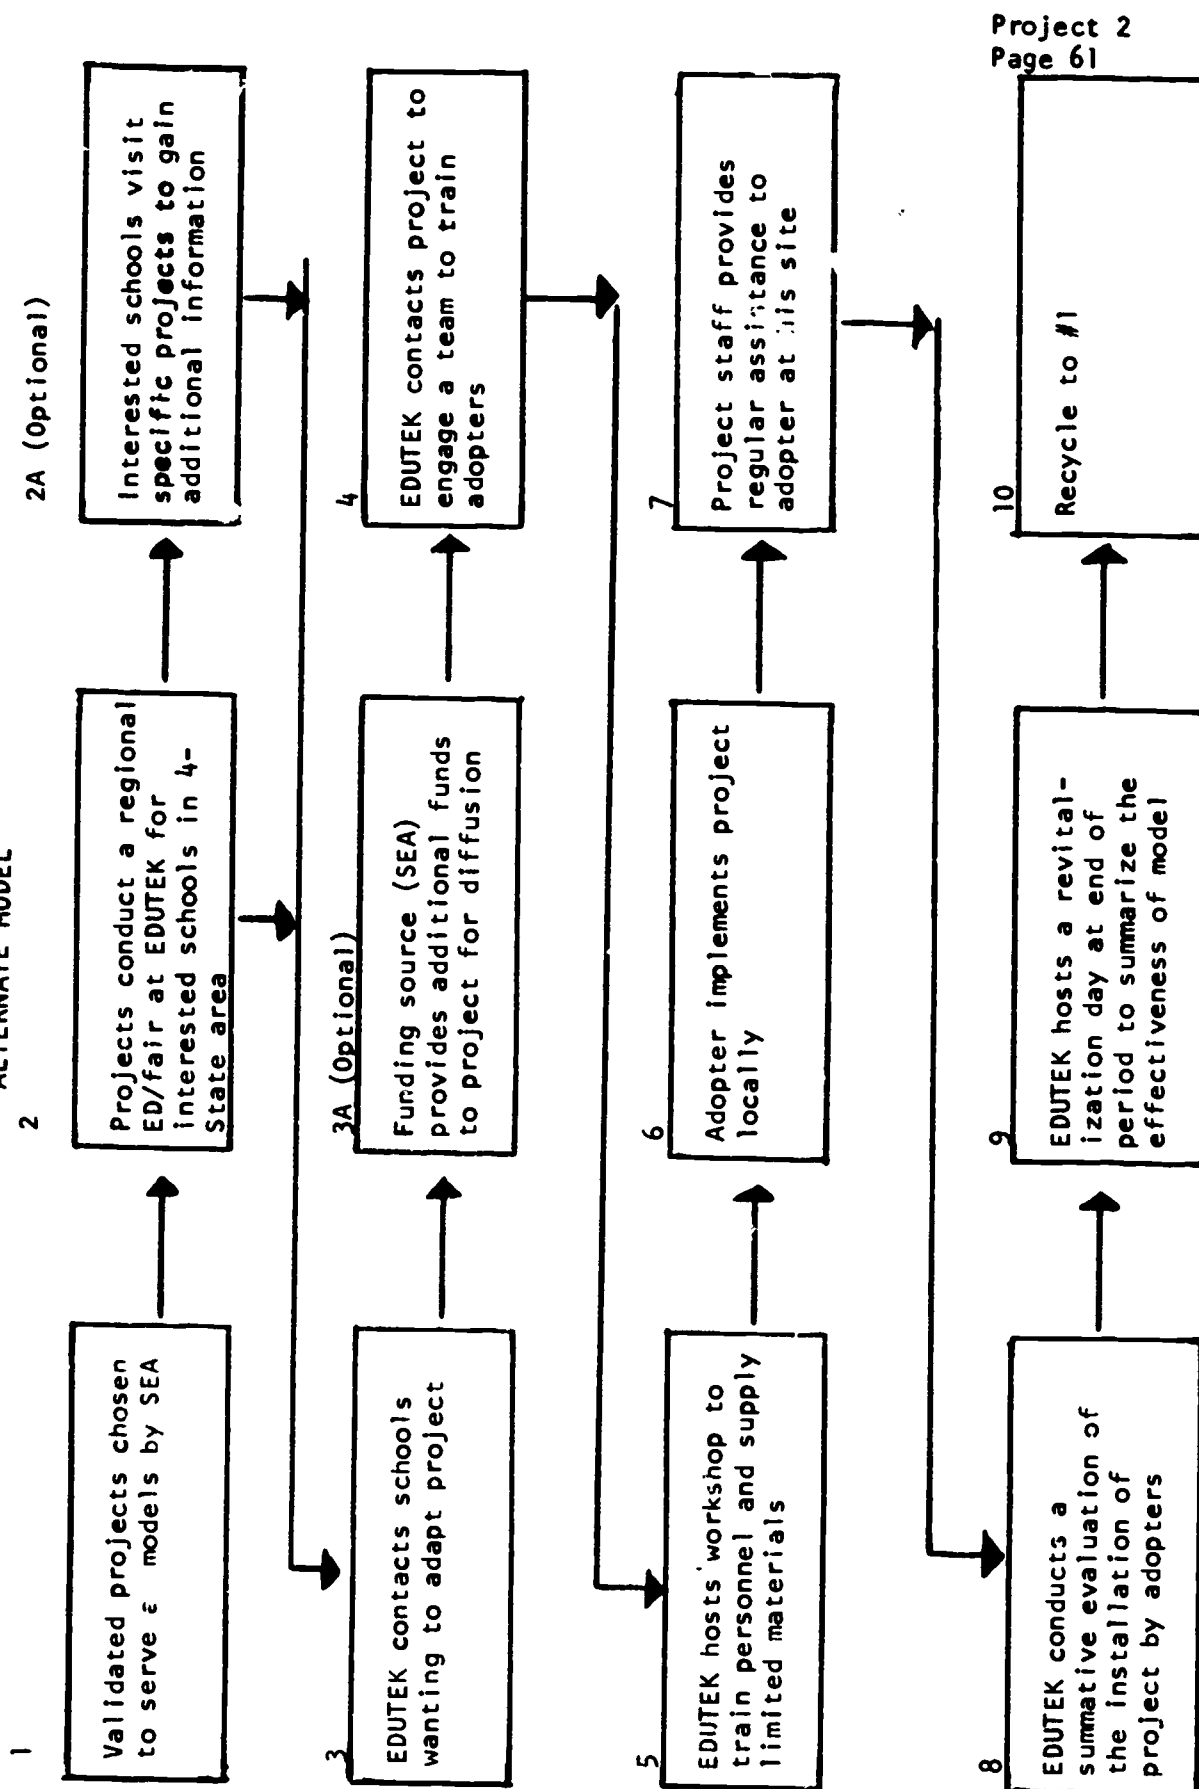 Project 2
Page 61
ALTERNATE MODEL
1
Validated projects chosen
to serve models by SEA
2
Projects conduct a regional
ED/fair at EDUTEK for
interested schools in 4-
State area
2A (Optional)
Interested schools visit
specific projects to gain
additional information
3
EDUTEK contacts schools
wanting to adapt project
3A (Optional)
Funding source (SEA)
provides additional funds
to project for diffusion
4
EDUTEK contacts project to
engage a team to train
adopters
5
EDUTEK hosts workshop to
train personnel and supply
limited materials
6
Adopter implements project
locally
7
Project staff provides
regular assistance to
adopter at his site
8
EDUTEK conducts a
summative evaluation of
the installation of
project by adopters
9
EDUTEK hosts a revital-
ization day at end of
period to summarize the
effectiveness of model
10
Recycle to #1